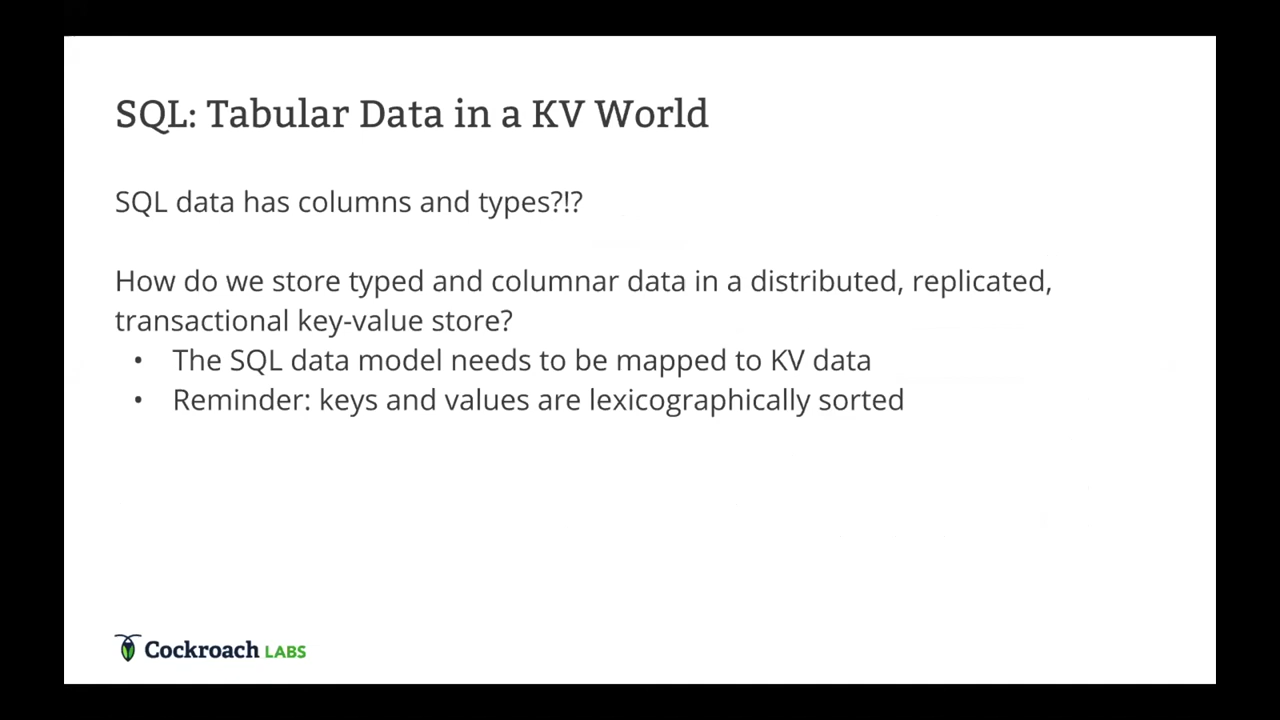 SQL: Tabular Data in a KV World
SQL data has columns and types?!?
How do we store typed and columnar data in a distributed, replicated,
transactional key-value store?
• The SQL data model needs to be mapped to KV data
• Reminder: keys and values are lexicographically sorted
Cockroach LABS